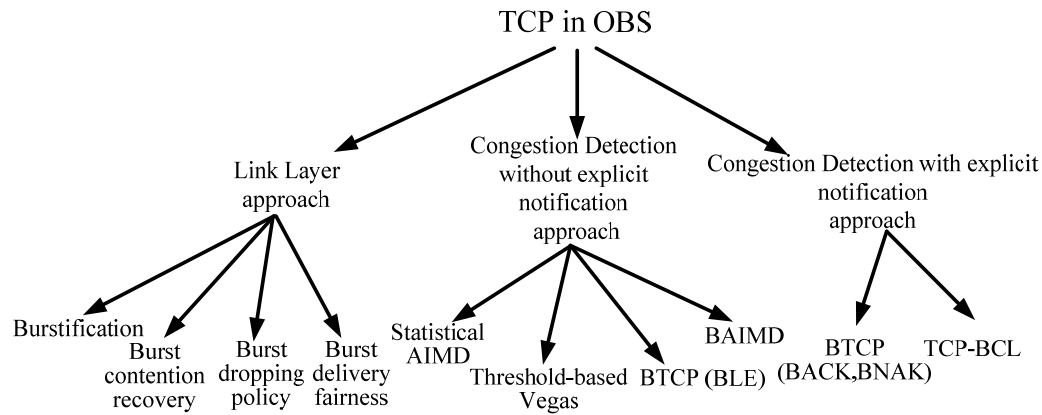 TCP in OBS
Link Layer
approach
Congestion Detection
without explicit
notification
approach
Congestion Detection with explicit
notification
approach
Burstification
Burst
contention
recovery
Burst
dropping
policy
Burst
delivery
fairness
Statistical
AIMD
Threshold-based
Vegas
BTCP (BLE)
BAIMD
BTCP
(BACK,BNAK)
TCP-BCL